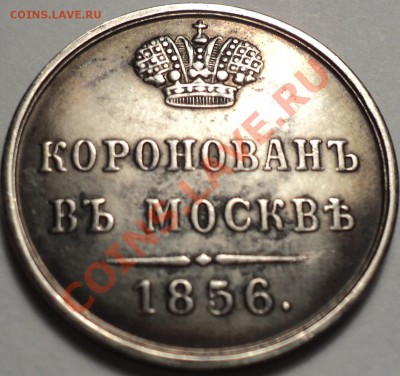 COINS.LAVE.RU
КОРОНОВАНЪ
ВЪ МОСКВѢ
1856.
COINS.LAVE.RU